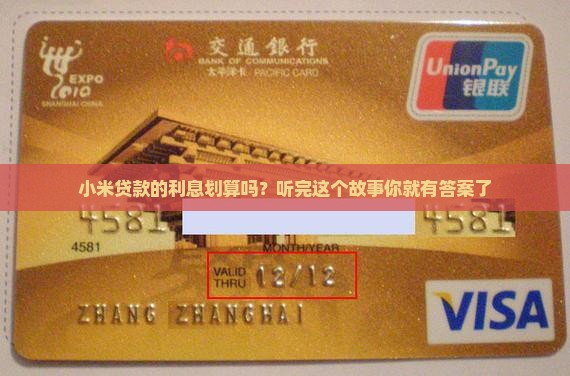 EXPO
2010
SHANGHAI CHINA
交通銀行
BANK OF COMMUNICATIONS
太平洋卡 PACIFIC CARD
UnionPay
银联
小米贷款的利息划算吗？听完这个故事你就有答案了
4581 4581
4581
MONTH/YEAR
VALID
THRU 12/12
ZHANG ZHANGHAI
VISA